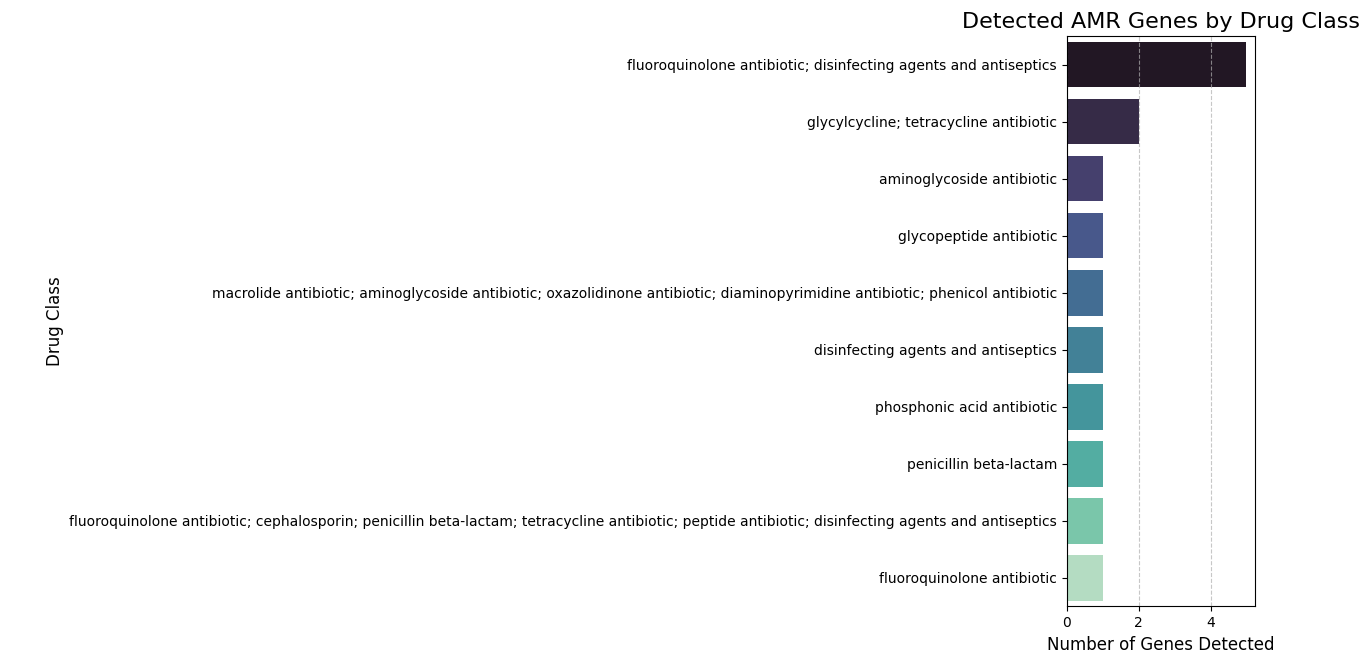 Detected AMR Genes by Drug Class
fluoroquinolone antibiotic; disinfecting agents and antiseptics
glycylcycline; tetracycline antibiotic
aminoglycoside antibiotic
glycopeptide antibiotic
macrolide antibiotic; aminoglycoside antibiotic; oxazolidinone antibiotic; diaminopyrimidine antibiotic; phenicol antibiotic
disinfecting agents and antiseptics
phosphonic acid antibiotic
penicillin beta-lactam
fluoroquinolone antibiotic; cephalosporin; penicillin beta-lactam; tetracycline antibiotic; peptide antibiotic; disinfecting agents and antiseptics
fluoroquinolone antibiotic
Drug Class
0 2 4
Number of Genes Detected